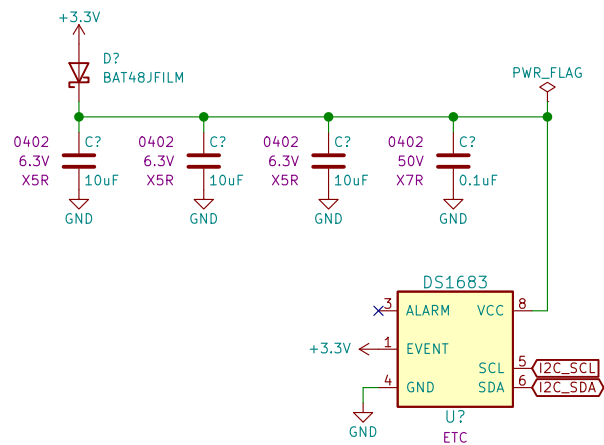 +3.3V
D?
BAT48JFILM
PWR_FLAG
0402 C?
6.3V
X5R 10uF
GND
0402 C?
6.3V
X5R 10uF
GND
0402 C?
6.3V
X5R 10uF
GND
0402 C?
50V
X7R 0.1uF
GND
DS1683
3 ALARM VCC 8
+3.3V 1 EVENT
SCL 5 I2C_SCL
4 GND SDA 6 I2C_SDA
GND
U?
ETC